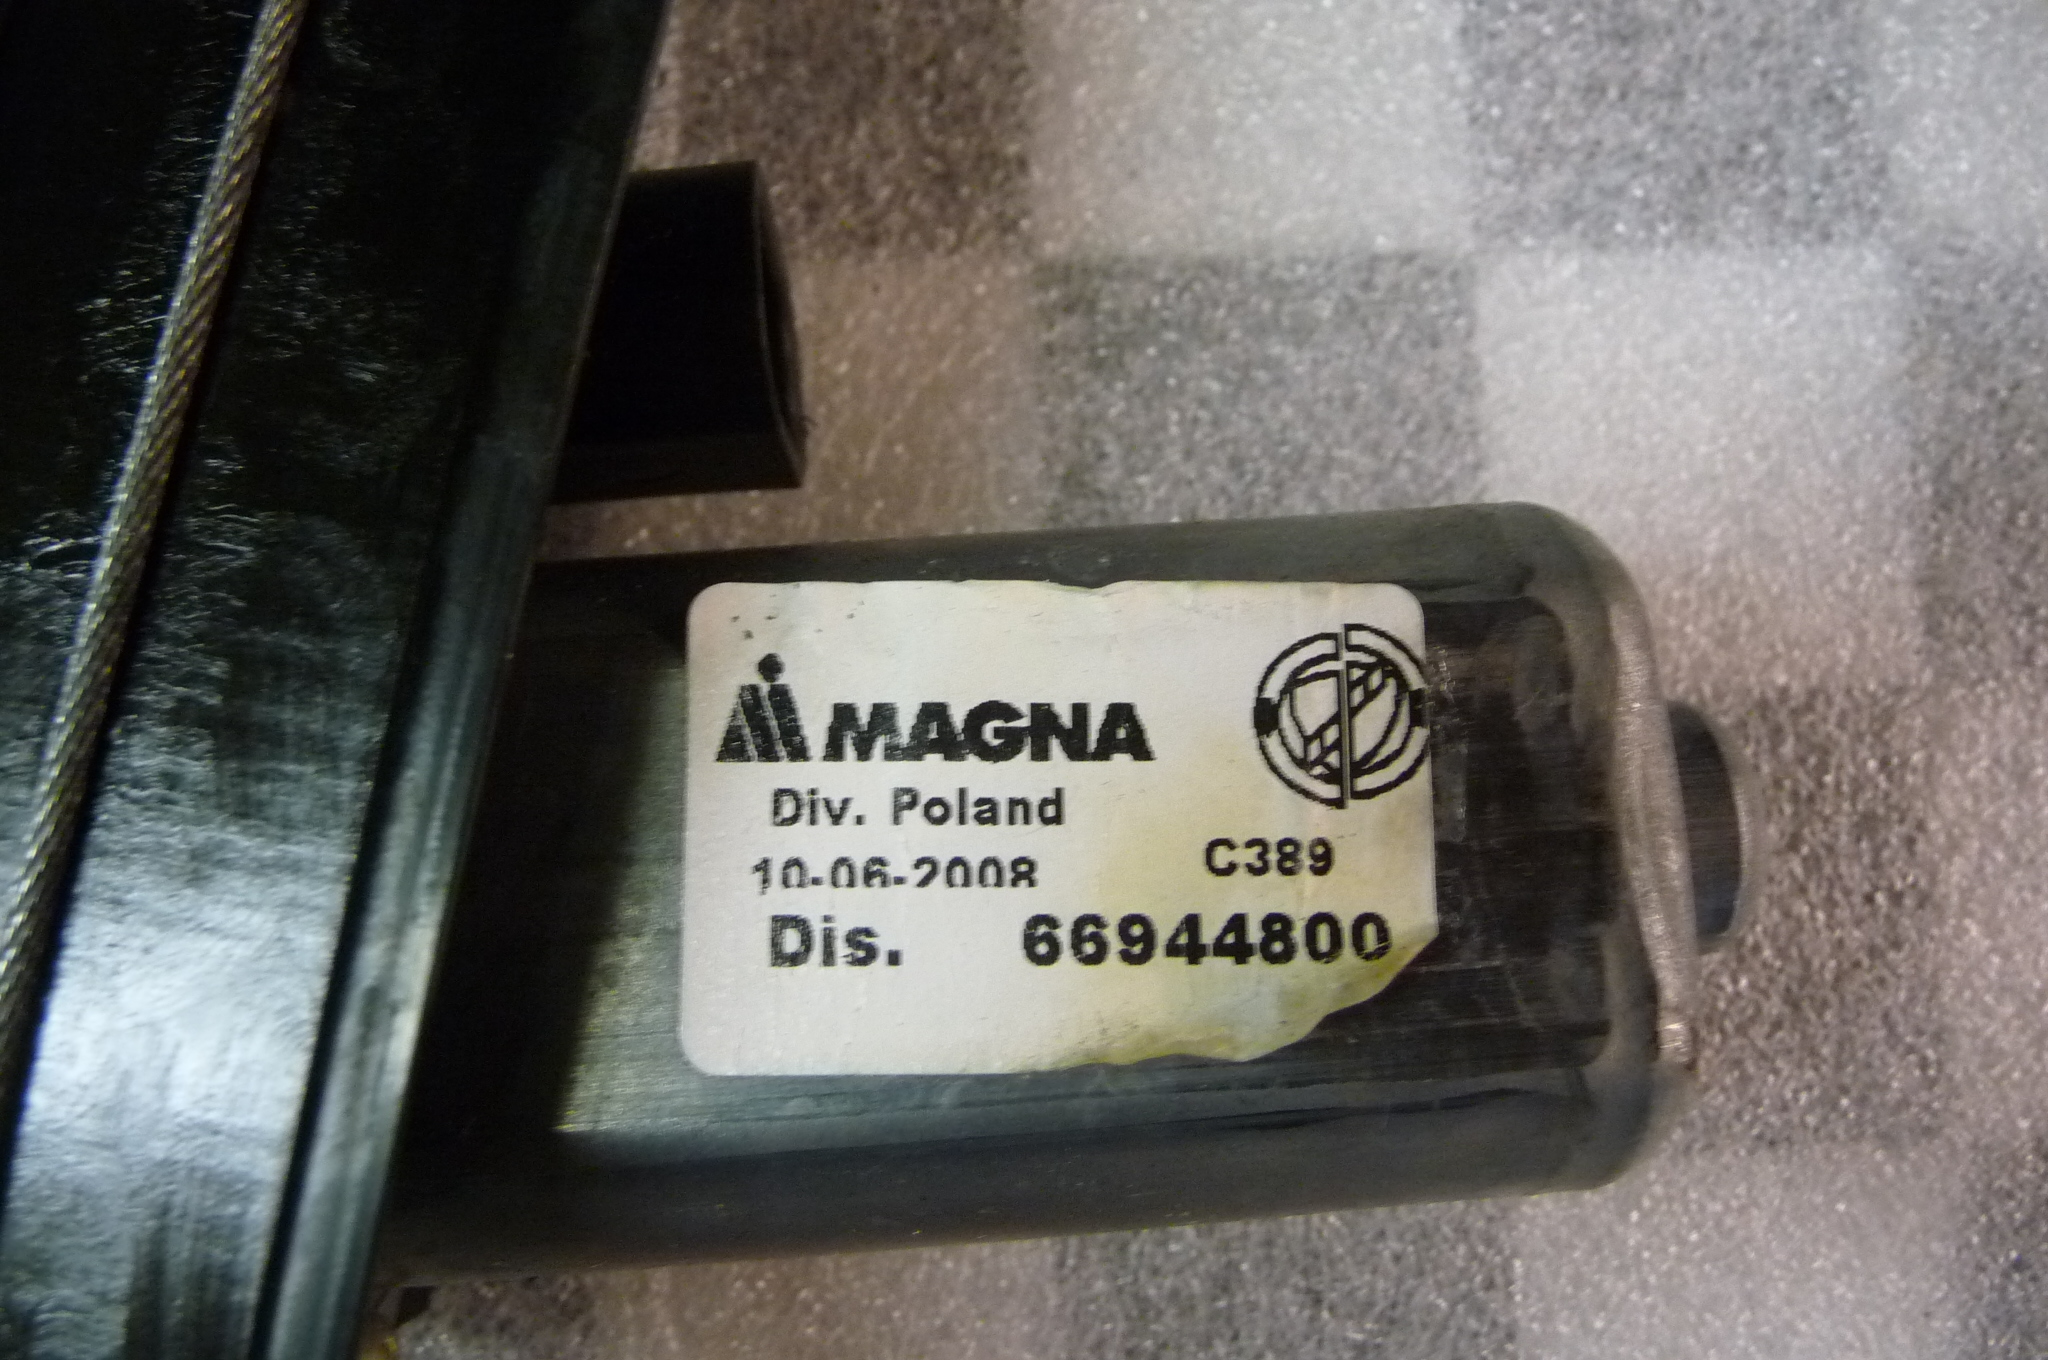 MAGNA
Div. Poland
10-06-2008
C389
Dis. 66944800